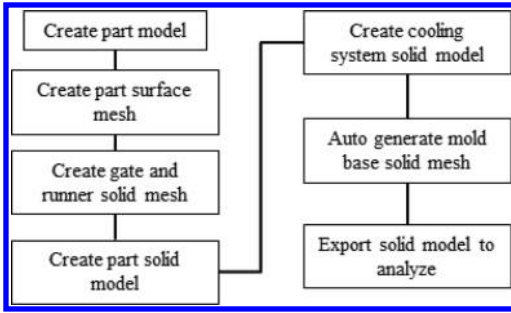 Create part model
Create part surface
mesh
Create gate and
runner solid mesh
Create part solid
model
Create cooling
system solid model
Auto generate mold
base solid mesh
Export solid model to
analyze